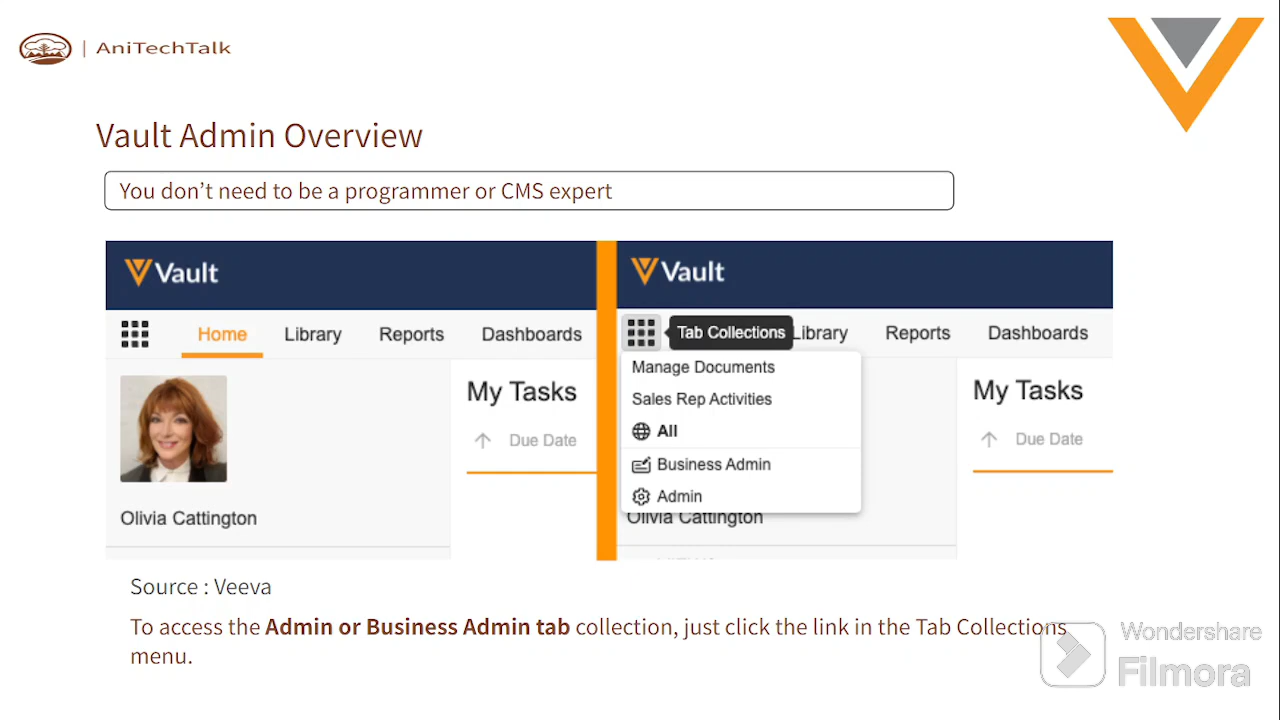 | AniTechTalk
Vault Admin Overview
You don’t need to be a programmer or CMS expert
Vault
Home Library Reports Dashboards
My Tasks
Due Date
Olivia Cattington
Vault
Tab Collections Library Reports Dashboards
Manage Documents
Sales Rep Activities
All
Business Admin
Admin
My Tasks
Due Date
Olivia Cattington
Source : Veeva
To access the Admin or Business Admin tab collection, just click the link in the Tab Collections
menu.
Wondershare
Filmora